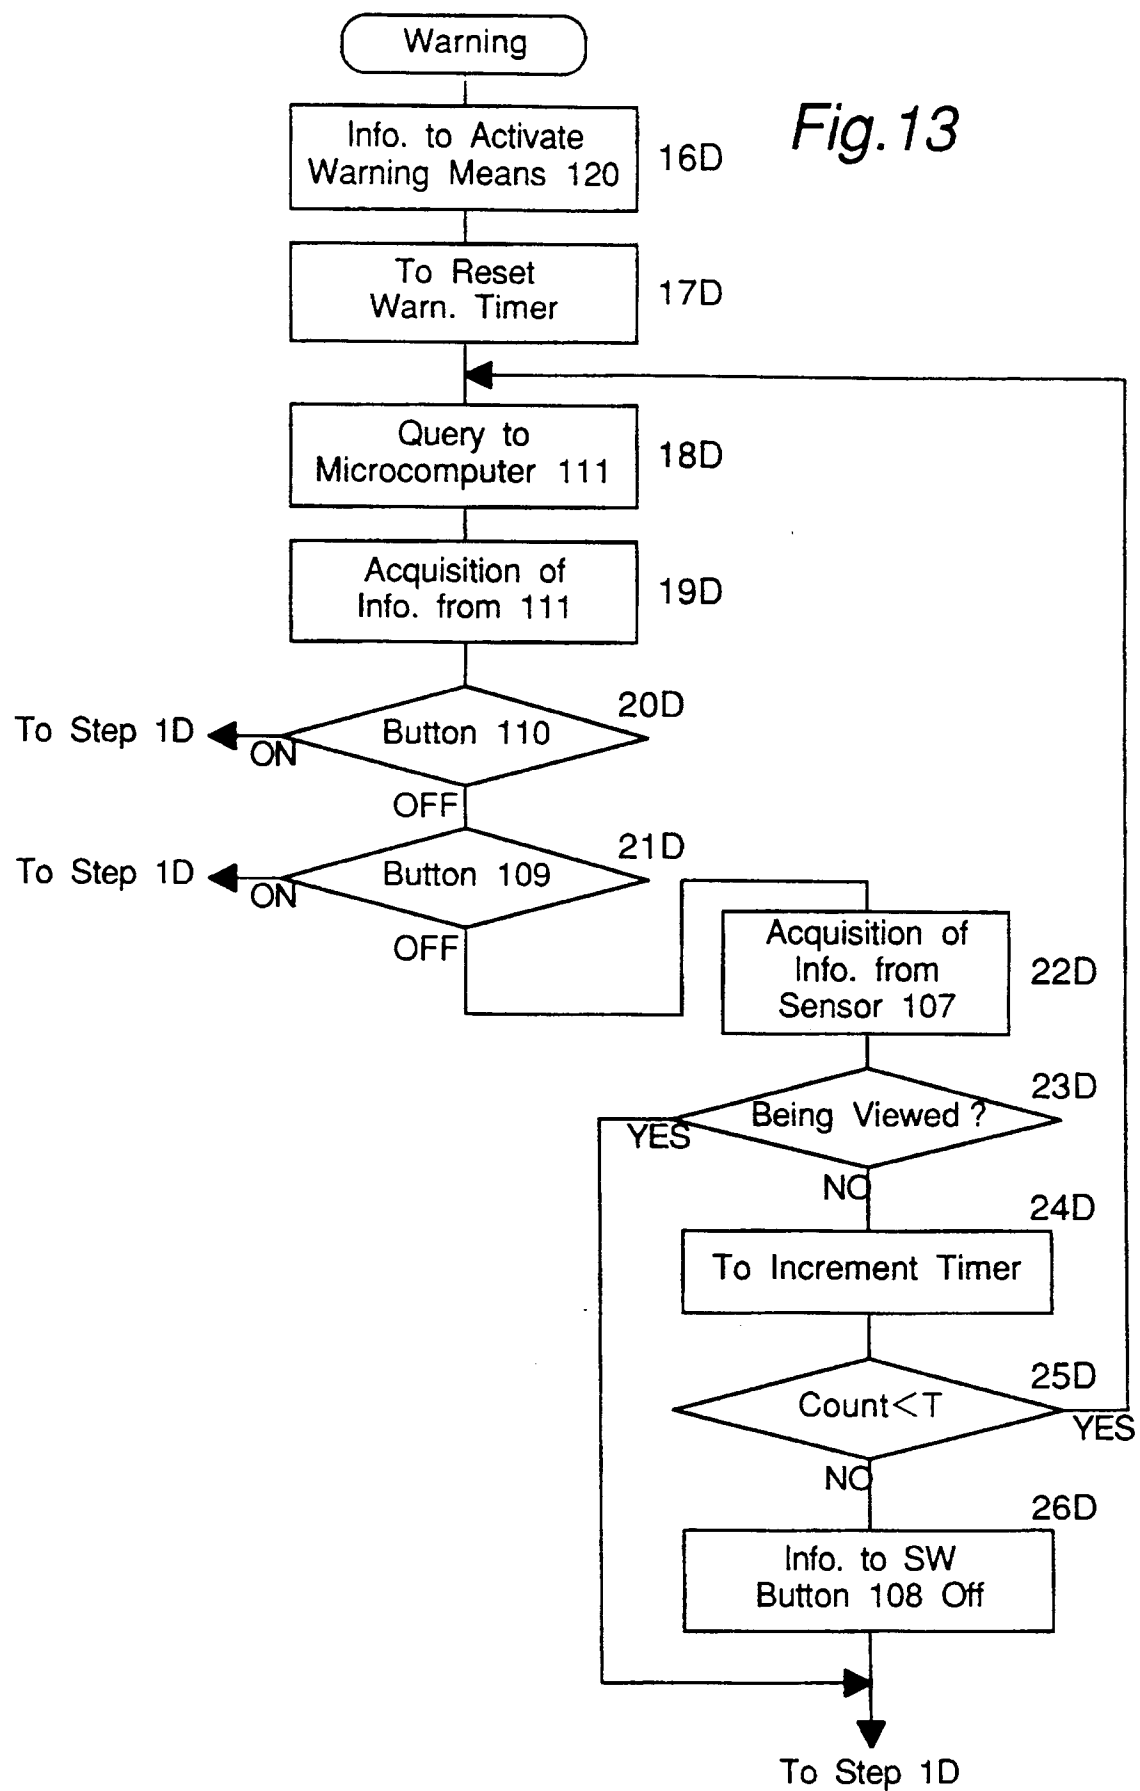 Warning
Fig.13
Info. to Activate
Warning Means 120
16D
To Reset
Warn. Timer
17D
Query to
Microcomputer 111
18D
Acquisition of
Info. from 111
19D
20D
To Step 1D
ON
Button 110
OFF
21D
To Step 1D
ON
Button 109
OFF
Acquisition of
Info. from
Sensor 107
22D
23D
Being Viewed ?
YES
NO
24D
To Increment Timer
25D
Count<T
YES
NO
26D
Info. to SW
Button 108 Off
To Step 1D